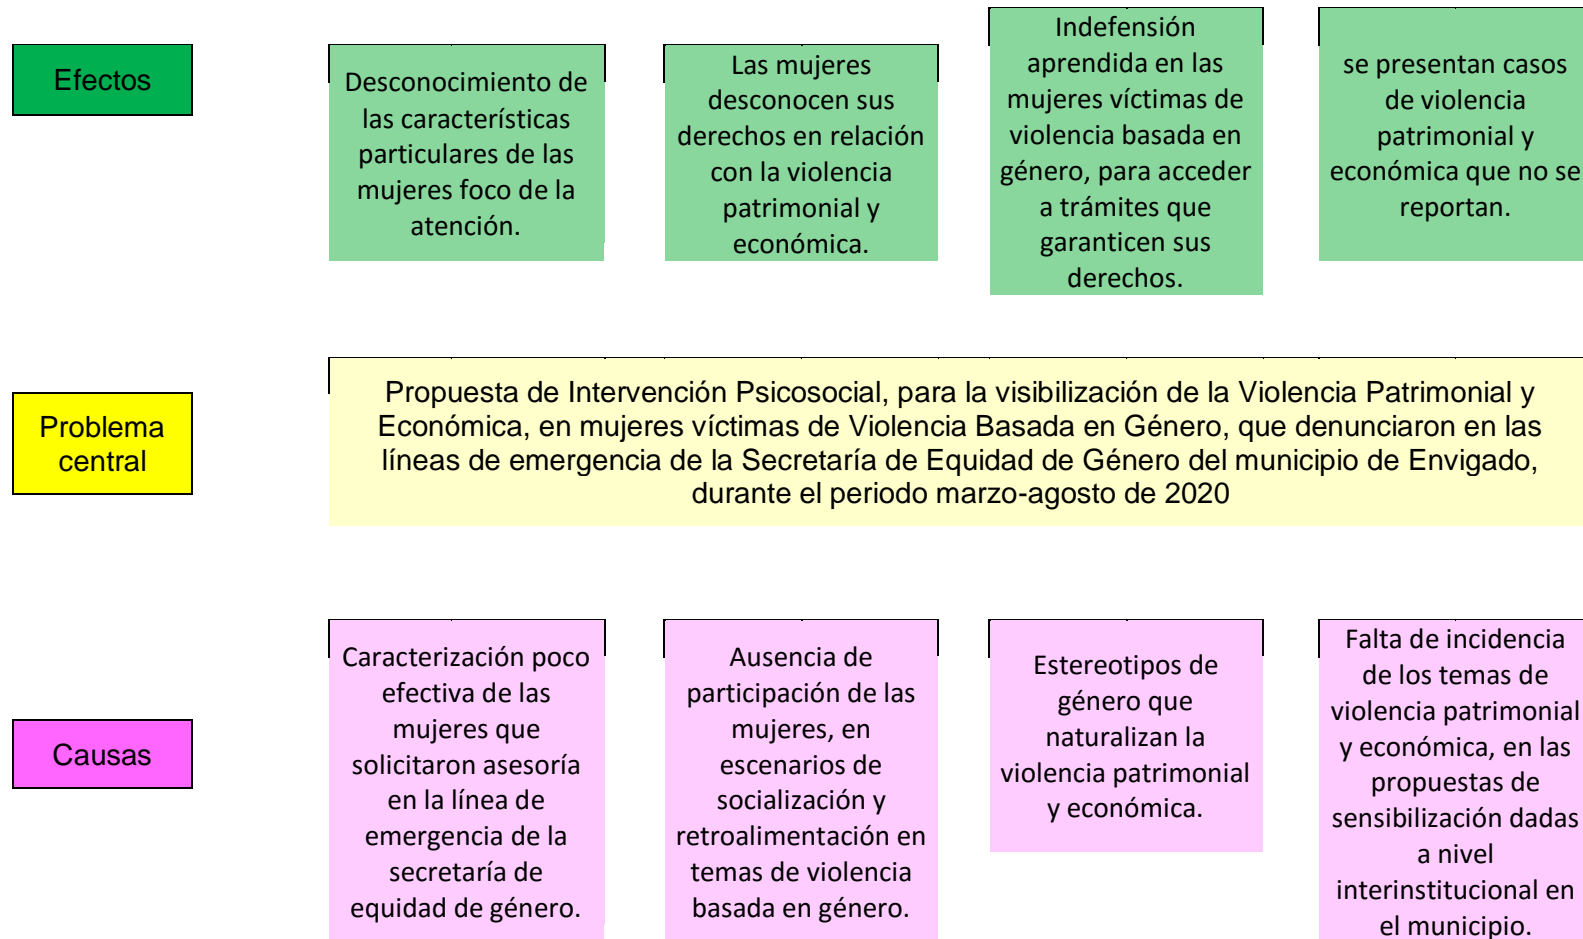 Efectos
Desconocimiento de
las características
particulares de las
mujeres foco de la
atención.
Las mujeres
desconocen sus
derechos en relación
con la violencia
patrimonial y
económica.
Indefensión
aprendida en las
mujeres víctimas de
violencia basada en
género, para acceder
a trámites que
garanticen sus
derechos.
se presentan casos
de violencia
patrimonial y
económica que no se
reportan.
Problema
central
Propuesta de Intervención Psicosocial, para la visibilización de la Violencia Patrimonial y
Económica, en mujeres víctimas de Violencia Basada en Género, que denunciaron en las
líneas de emergencia de la Secretaría de Equidad de Género del municipio de Envigado,
durante el periodo marzo-agosto de 2020
Causas
Caracterización poco
efectiva de las
mujeres que
solicitaron asesoría
en la línea de
emergencia de la
secretaría de
equidad de género.
Ausencia de
participación de las
mujeres, en
escenarios de
socialización y
retroalimentación en
temas de violencia
basada en género.
Estereotipos de
género que
naturalizan la
violencia patrimonial
y económica.
Falta de incidencia
de los temas de
violencia patrimonial
y económica, en las
propuestas de
sensibilización dadas
a nivel
interinstitucional en
el municipio.